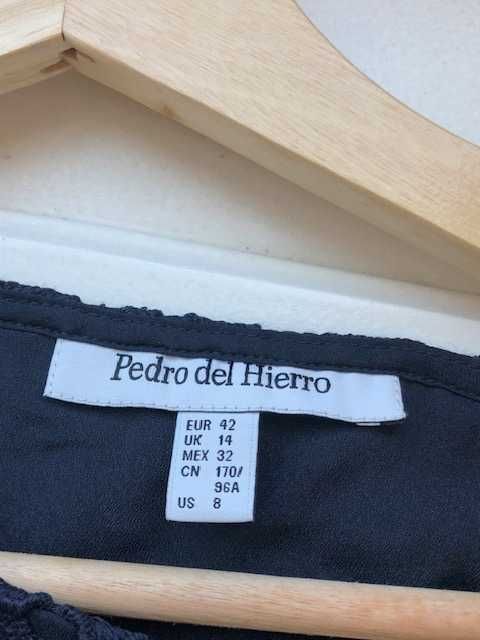 Pedro del Hierro
EUR 42
UK 14
MEX 32
CN 170/
96A
US 8